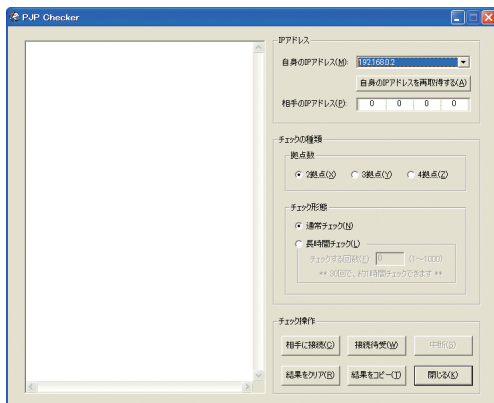 PJP Checker
IPアドレス
自身のIPアドレス(M): 192.168.0.2
自身のIPアドレスを再取得する(A)
相手のIPアドレス(P): 0 0 0 0
チェックの種類
拠点数
2拠点(X) 3拠点(Y) 4拠点(Z)
チェック形態
通常チェック(N)
長時間チェック(L)
チェックする回数(F) 0 (1～1000)
** 30回で、約1時間チェックできます **
チェック操作
相手に接続(C) 接続待受(W) 中断(S)
結果をクリア(R) 結果をコピー(T) 閉じる(K)